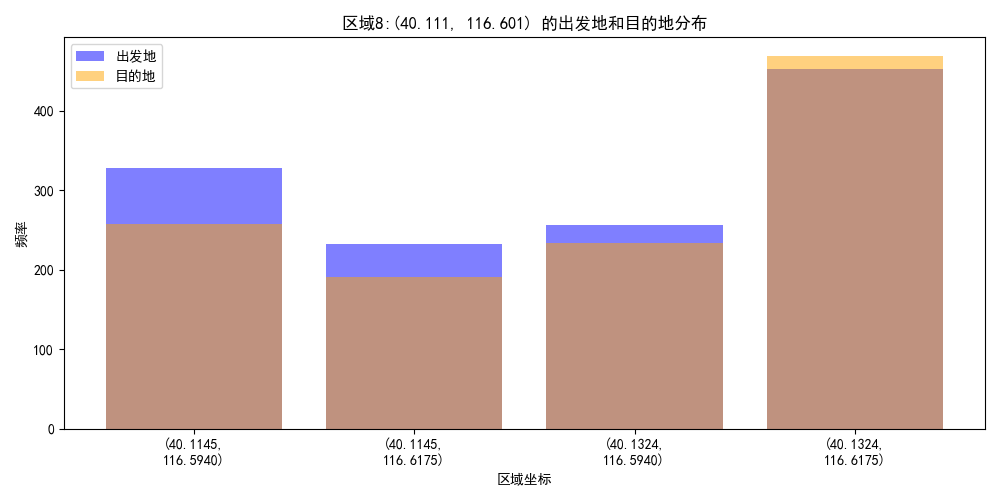 区域8:(40.111, 116.601) 的出发地和目的地分布
出发地
目的地
频率
400
300
200
100
0
(40.1145,
116.5940)
(40.1145,
116.6175)
(40.1324,
116.5940)
(40.1324,
116.6175)
区域坐标